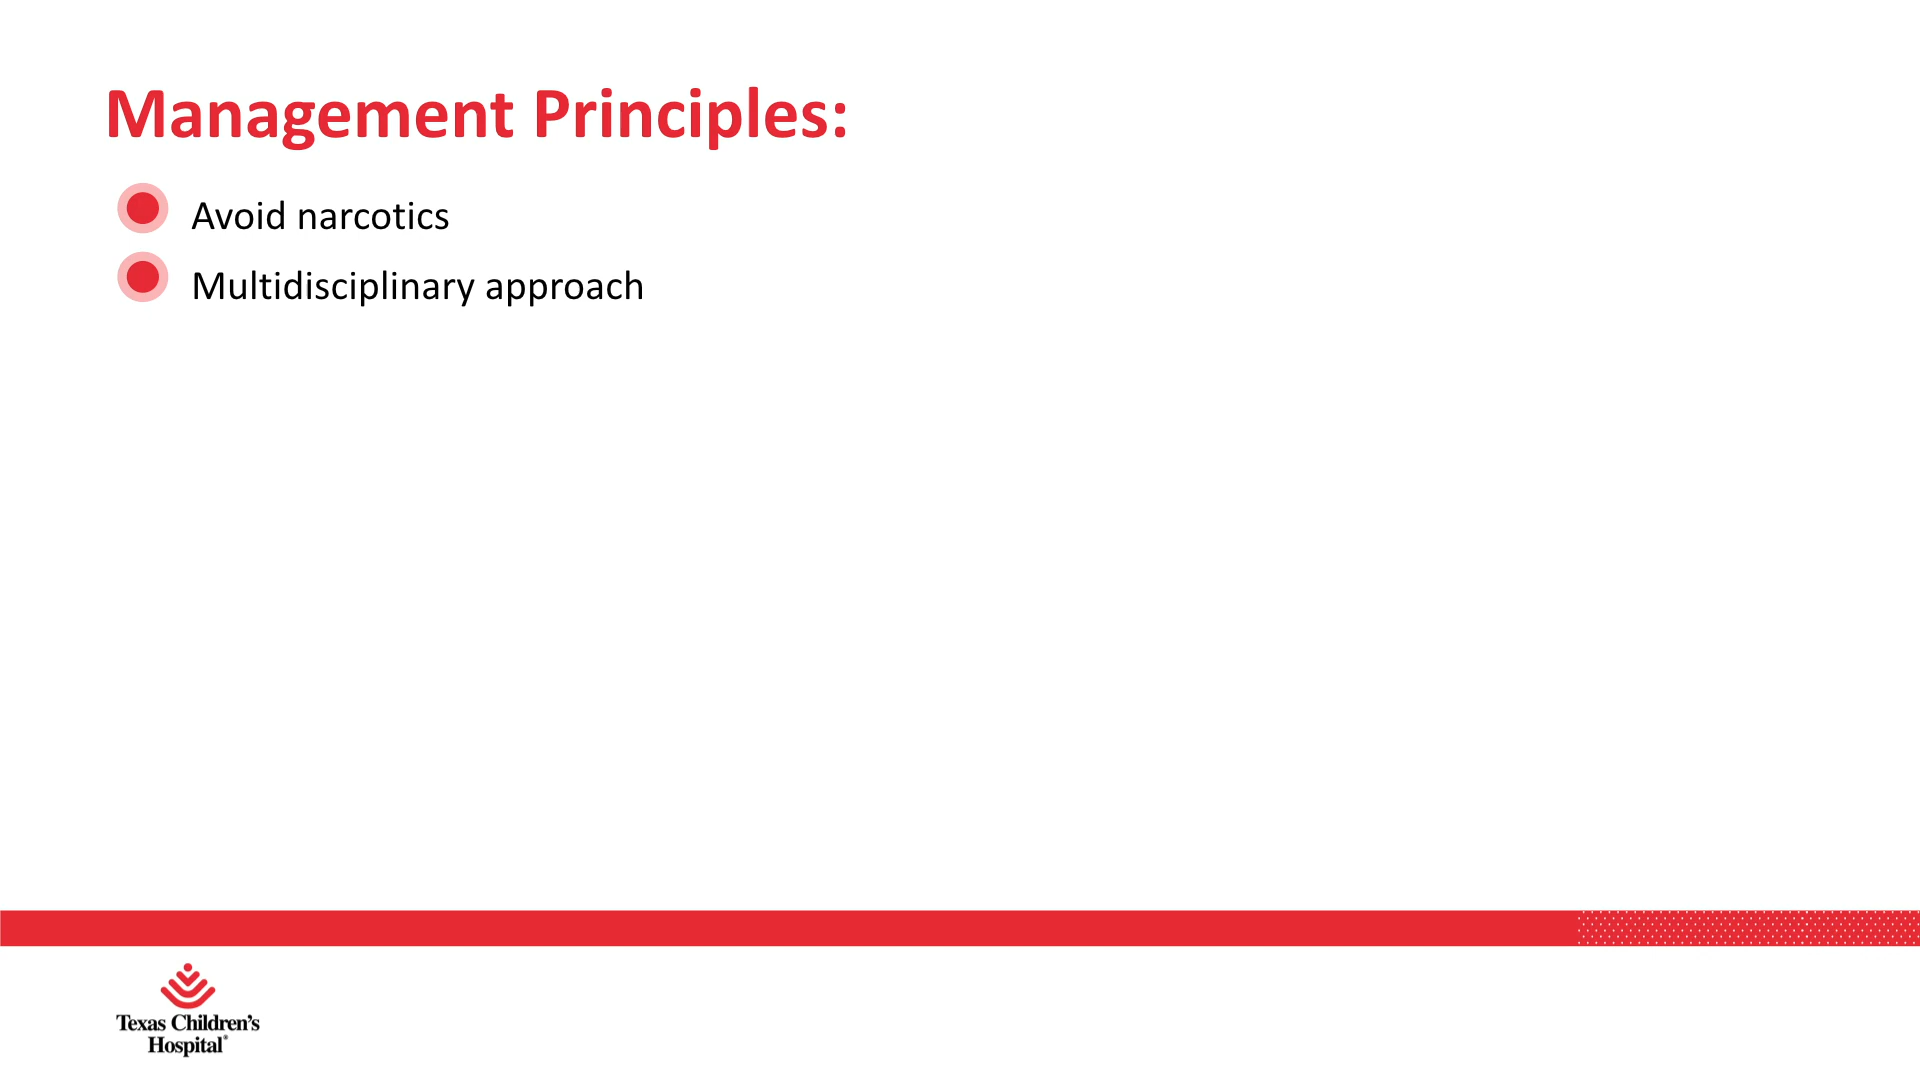 Management Principles:
Avoid narcotics
Multidisciplinary approach
Texas Children's
Hospital®